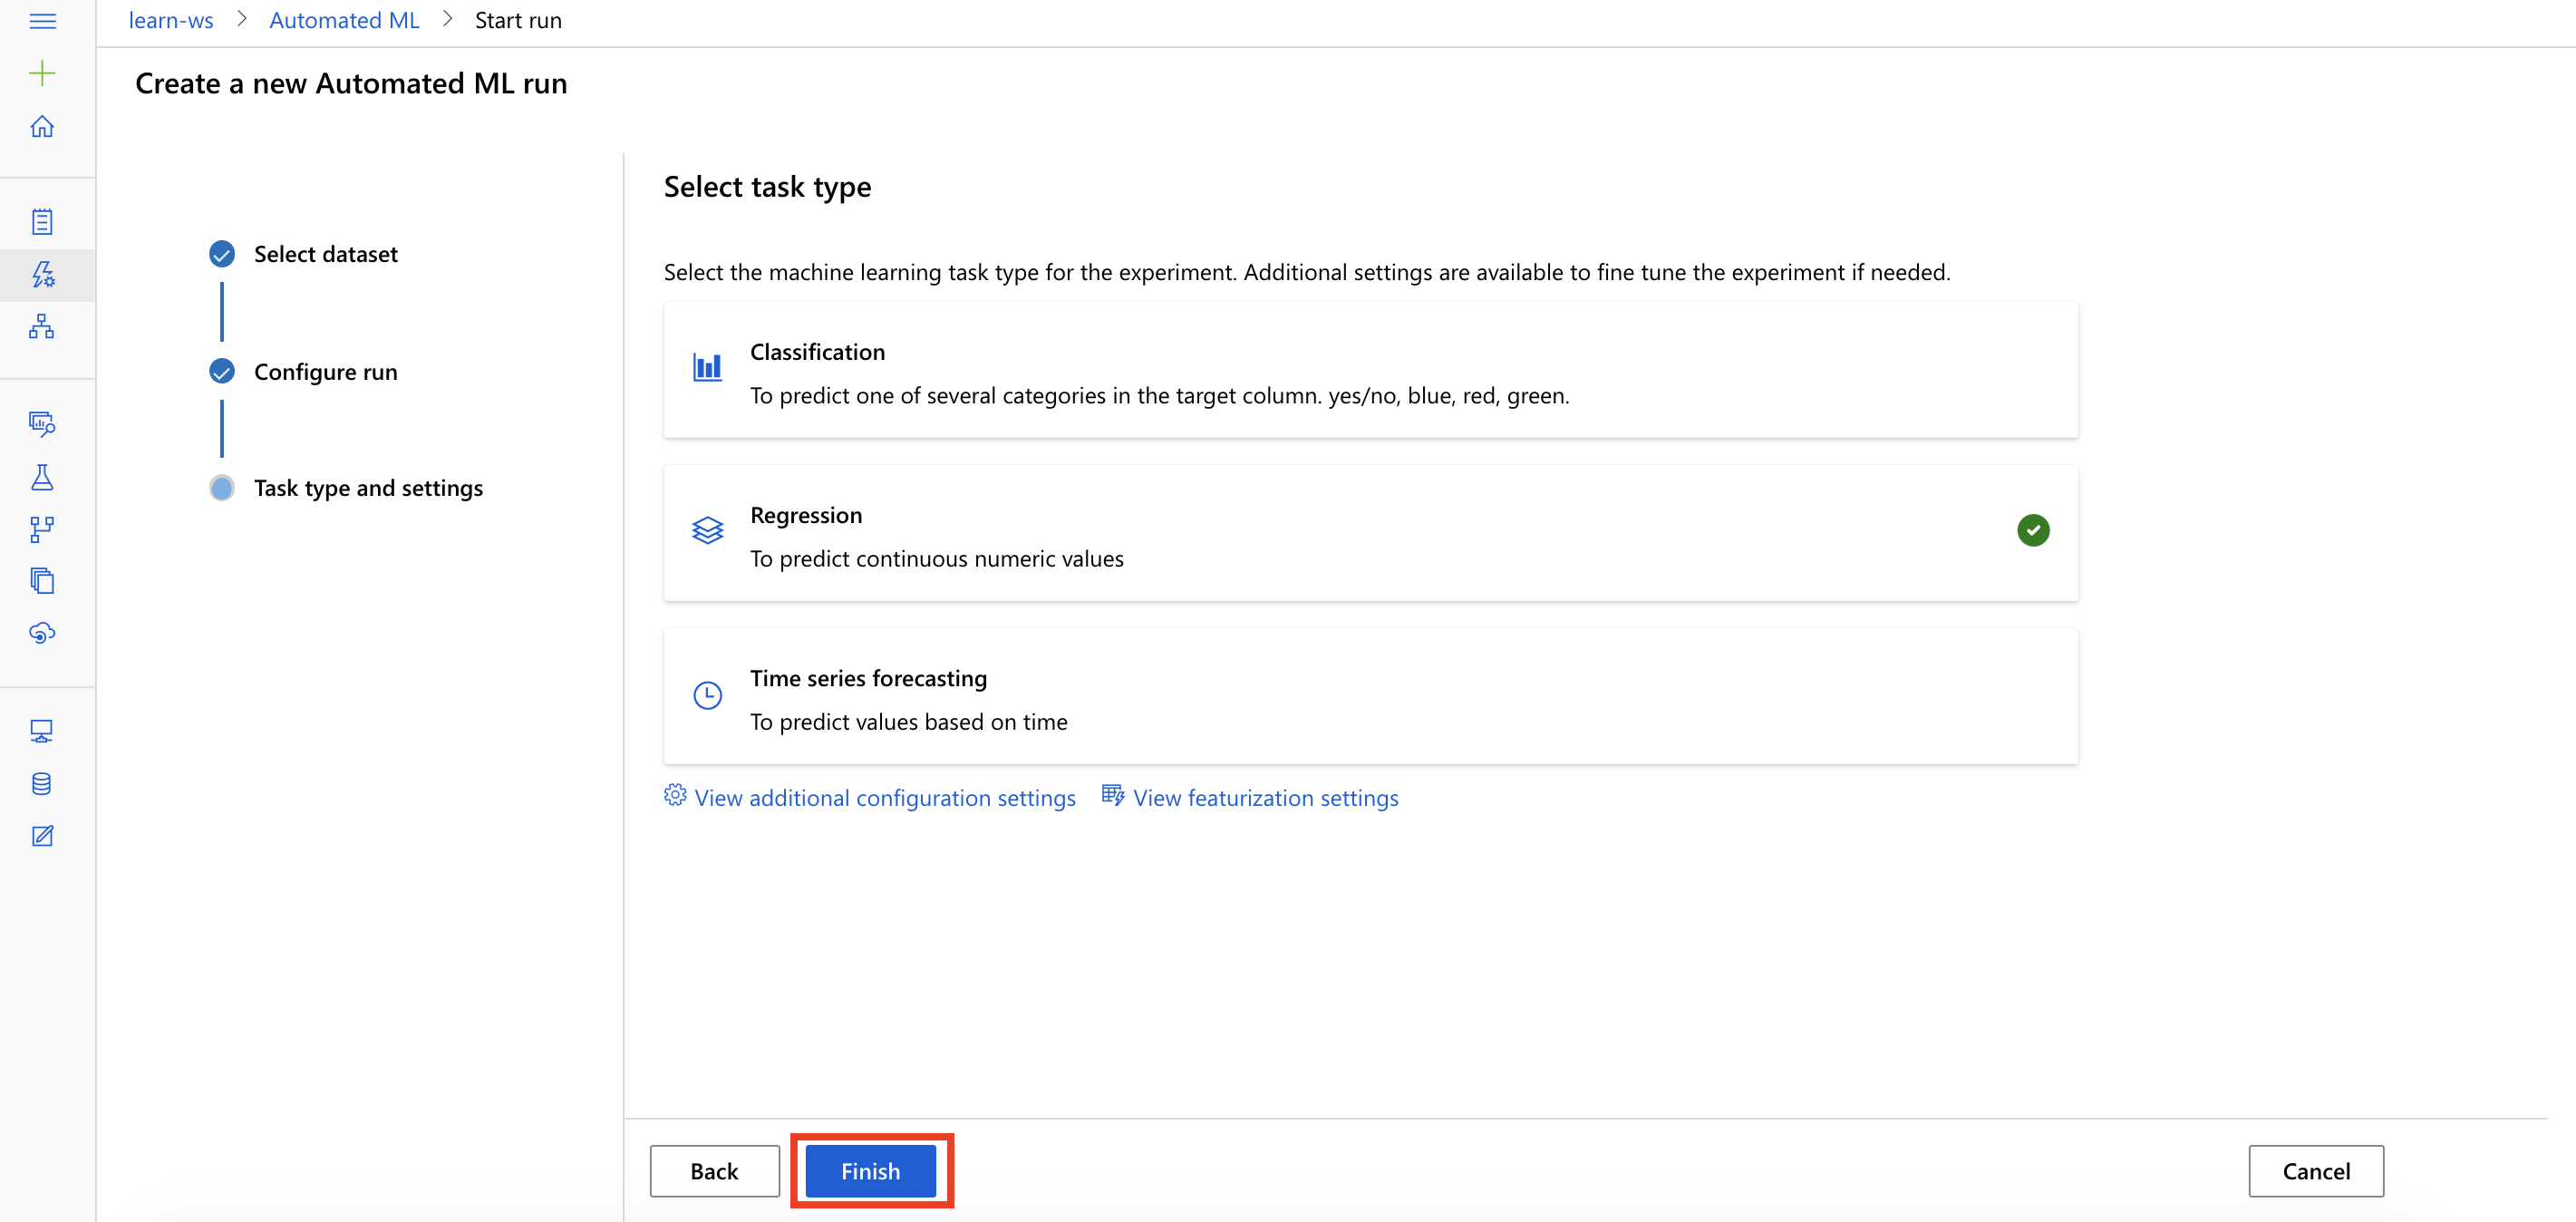 learn-ws > Automated ML > Start run
Create a new Automated ML run
Select dataset
Configure run
Task type and settings
Select task type
Select the machine learning task type for the experiment. Additional settings are available to fine tune the experiment if needed.
Classification
To predict one of several categories in the target column. yes/no, blue, red, green.
Regression
To predict continuous numeric values
Time series forecasting
To predict values based on time
View additional configuration settings View featurization settings
Back Finish Cancel